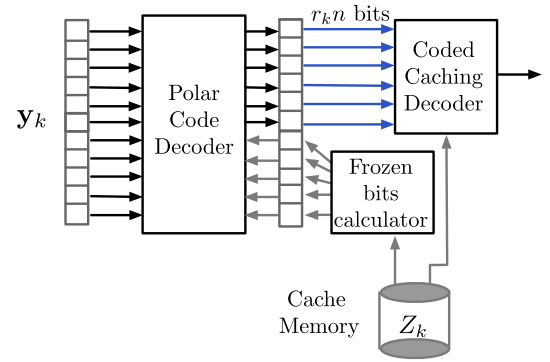 r_k n bits
Coded
Caching
Decoder
Polar
Code
Decoder
y_k
Frozen
bits
calculator
Cache
Memory
Z_k